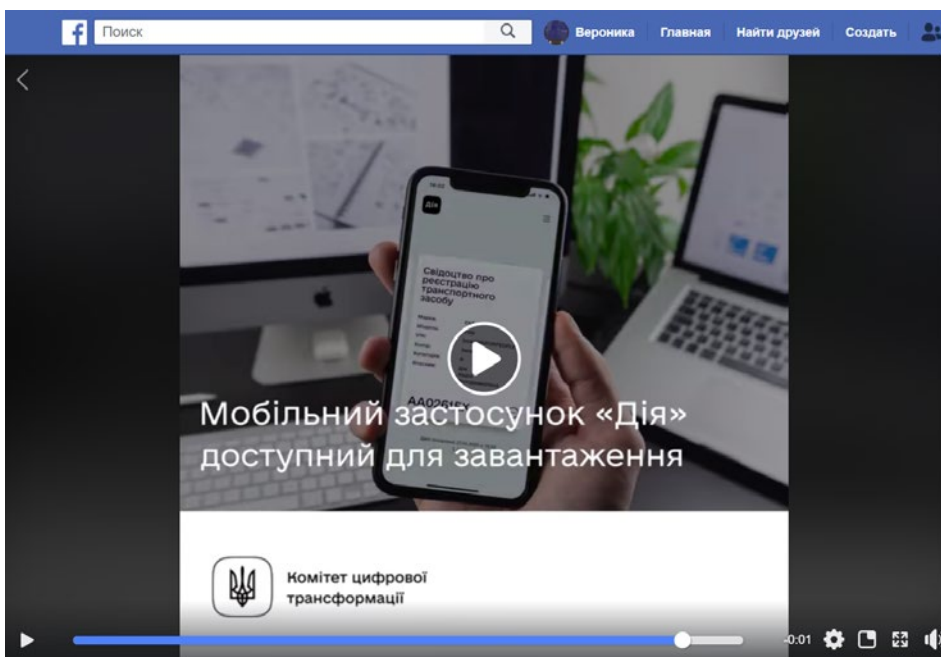 Поиск
Вероника
Главная
Найти друзей
Создать
Дія
Свідоцтво про
реєстрацію
транспортного
засобу
Мобільний застосунок «Дія»
доступний для завантаження
Комітет цифрової
трансформації
-0:01